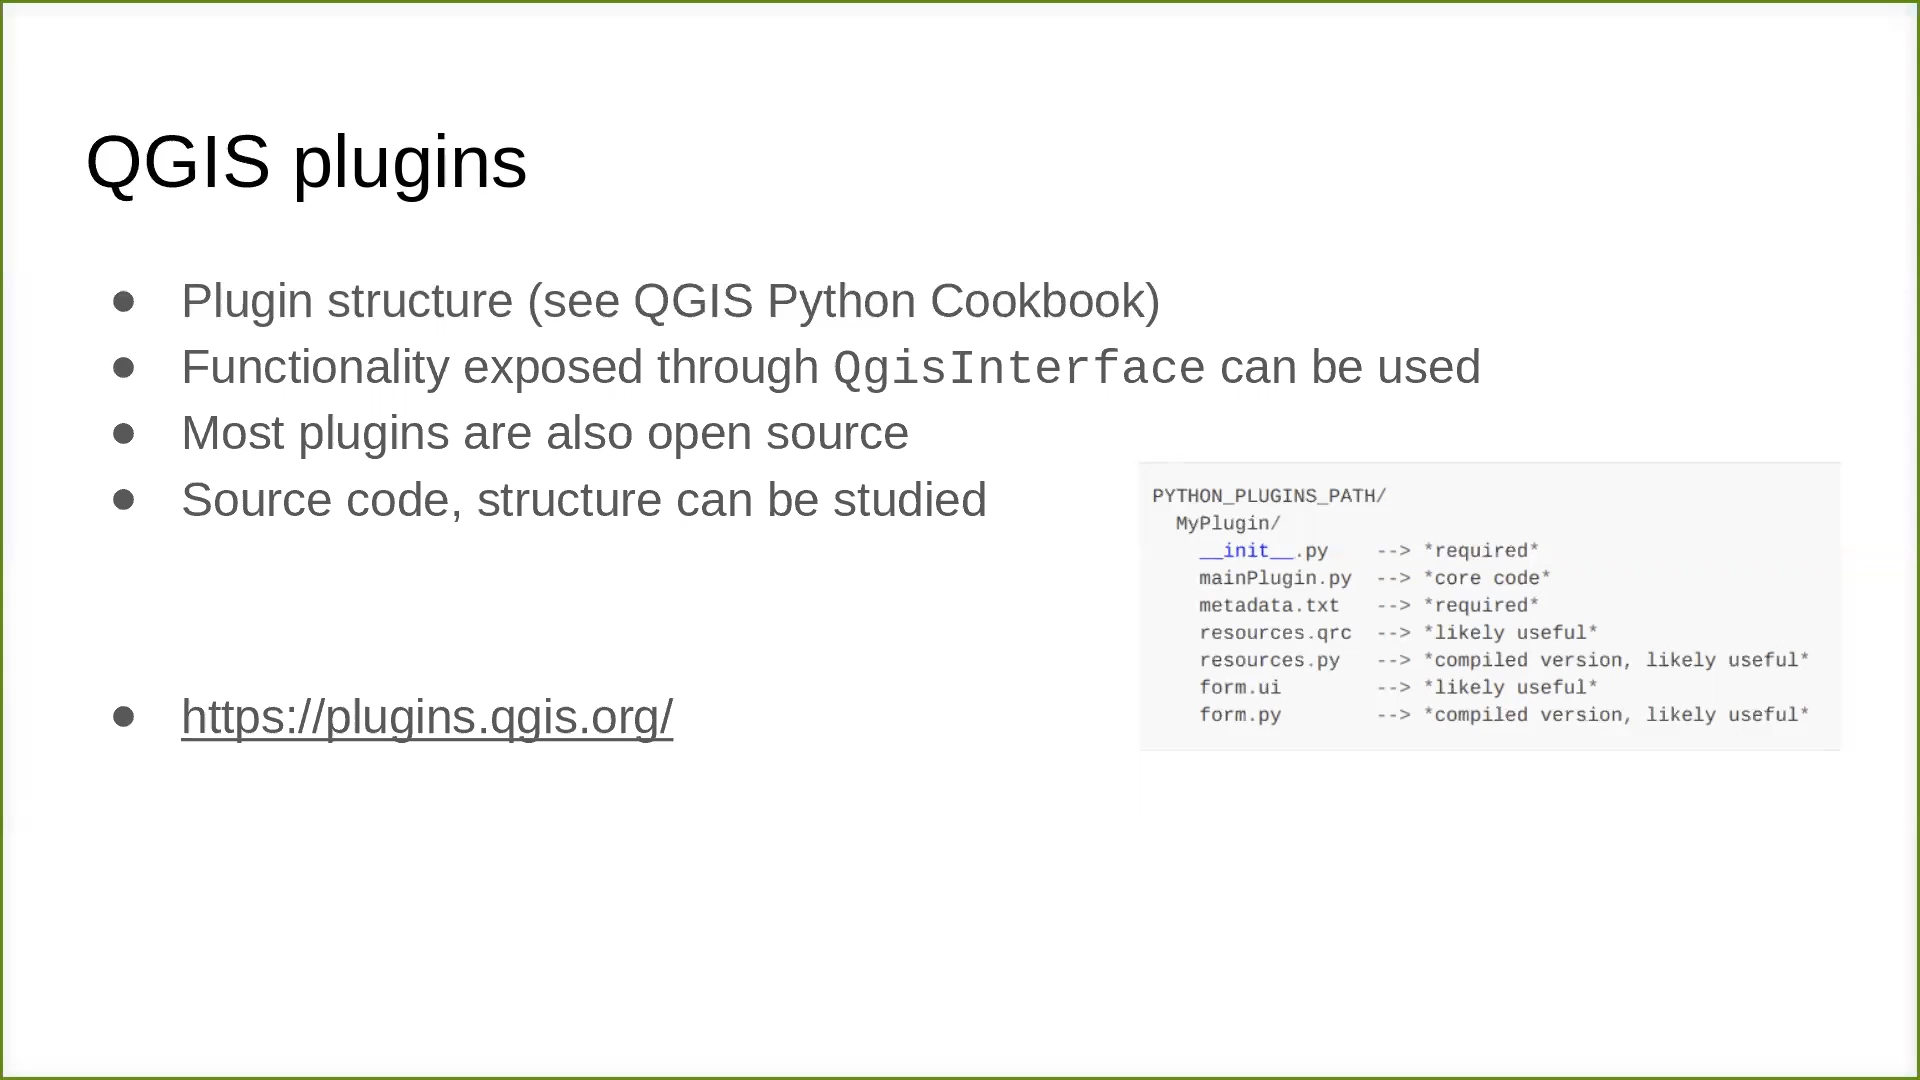 QGIS plugins
● Plugin structure (see QGIS Python Cookbook)
● Functionality exposed through QgisInterface can be used
● Most plugins are also open source
● Source code, structure can be studied
● https://plugins.qgis.org/
PYTHON_PLUGINS_PATH/
  MyPlugin/
    __init__.py    --> *required*
    mainPlugin.py  --> *core code*
    metadata.txt   --> *required*
    resources.qrc  --> *likely useful*
    resources.py   --> *compiled version, likely useful*
    form.ui        --> *likely useful*
    form.py        --> *compiled version, likely useful*